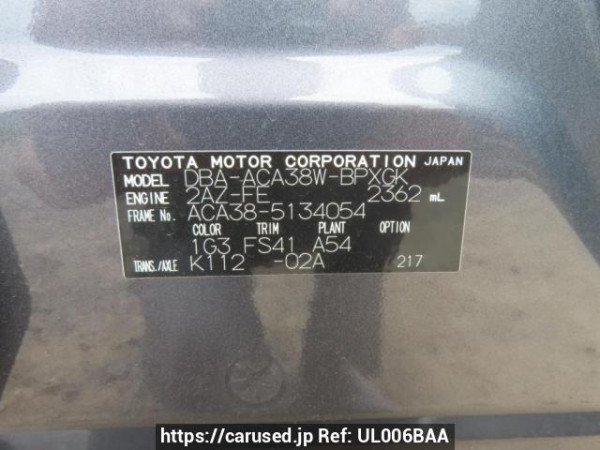 TOYOTA MOTOR CORPORATION JAPAN
MODEL DBA-ACA38W-BPXGK
ENGINE 2AZ-FE 2362 mL
FRAME No. ACA38-5134054
COLOR TRIM PLANT OPTION
1G3 FS41 A54
TRANS./AXLE K112 -02A 217
https://carused.jp Ref: UL006BAA